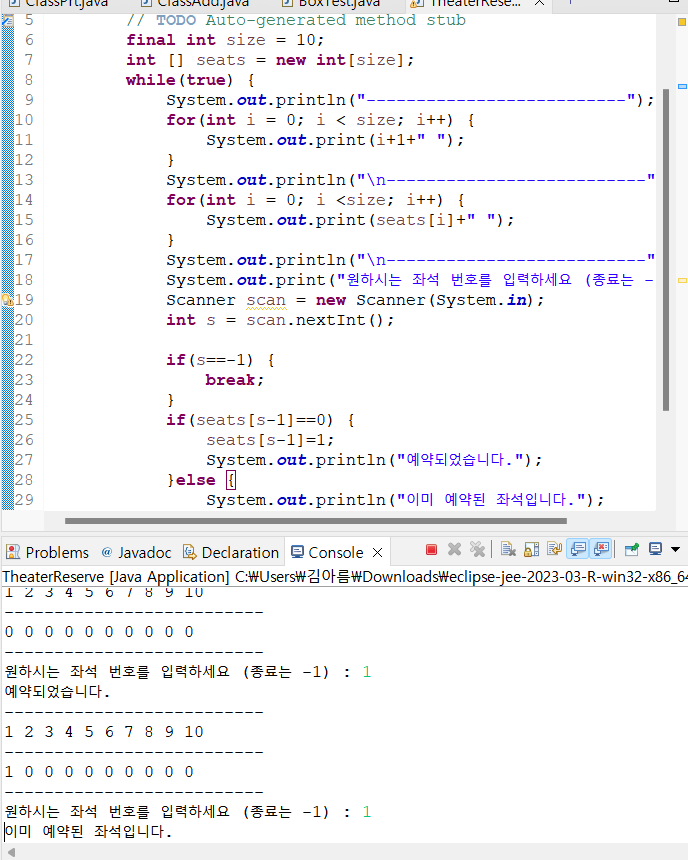 ClassPrt.java ClassAdd.java BoxTest.java TheaterRese...
5 // TODO Auto-generated method stub
6 final int size = 10;
7 int [] seats = new int[size];
8 while(true) {
9 System.out.println("--------------------------");
10 for(int i = 0; i < size; i++) {
11 System.out.print(i+1+" ");
12 }
13 System.out.println("\n--------------------------"
14 for(int i = 0; i <size; i++) {
15 System.out.print(seats[i]+" ");
16 }
17 System.out.println("\n--------------------------"
18 System.out.print("원하시는 좌석 번호를 입력하세요 (종료는 -
19 Scanner scan = new Scanner(System.in);
20 int s = scan.nextInt();
21
22 if(s==-1) {
23 break;
24 }
25 if(seats[s-1]==0) {
26 seats[s-1]=1;
27 System.out.println("예약되었습니다.");
28 }else {
29 System.out.println("이미 예약된 좌석입니다.");
Problems @ Javadoc Declaration Console
TheaterReserve [Java Application] C:₩Users₩김아름₩Downloads₩eclipse-jee-2023-03-R-win32-x86_64
1 2 3 4 5 6 7 8 9 10
--------------------------
0 0 0 0 0 0 0 0 0 0
--------------------------
원하시는 좌석 번호를 입력하세요 (종료는 -1) : 1
예약되었습니다.
--------------------------
1 2 3 4 5 6 7 8 9 10
--------------------------
1 0 0 0 0 0 0 0 0 0
--------------------------
원하시는 좌석 번호를 입력하세요 (종료는 -1) : 1
이미 예약된 좌석입니다.